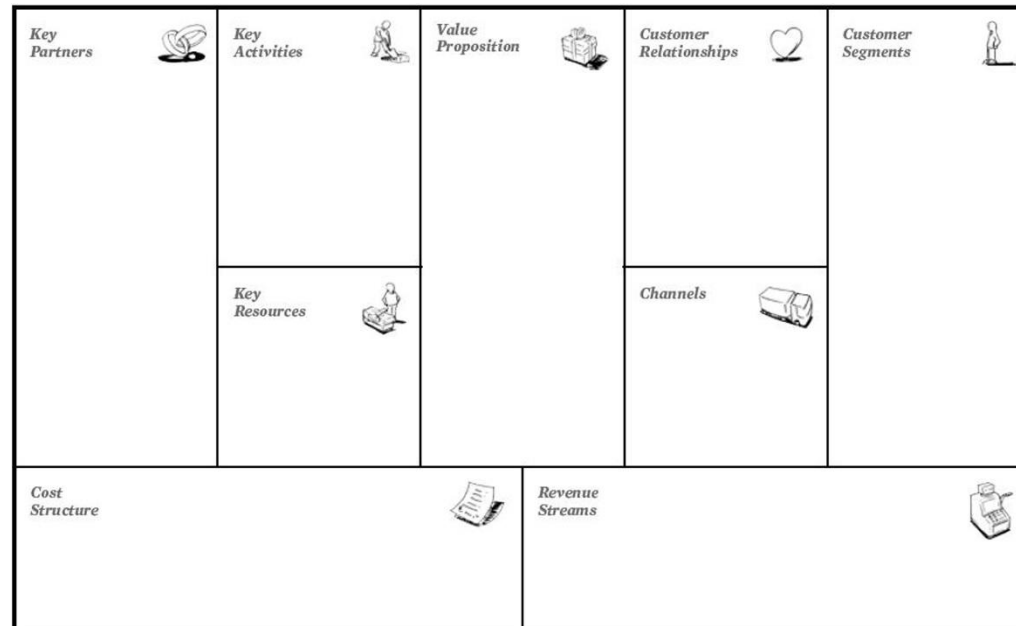 Key
Partners
Key
Activities
Value
Proposition
Customer
Relationships
Customer
Segments
Key
Resources
Channels
Cost
Structure
Revenue
Streams